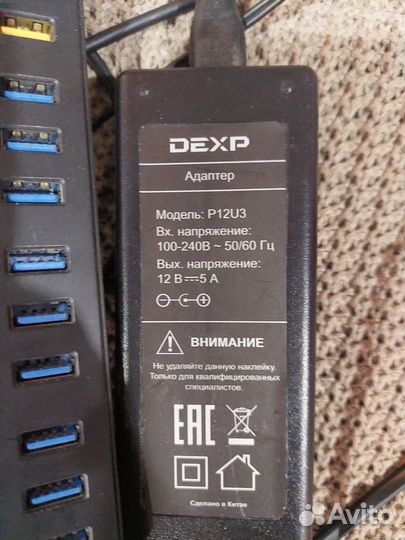 DEXP
Адаптер
Модель: P12U3
Вх. напряжение:
100-240В ~ 50/60 Гц
Вых. напряжение:
12 В⎓5 А
ВНИМАНИЕ
Не удаляйте данную наклейку.
Только для квалифицированных
специалистов.
EAC
Сделано в Китае
Avito